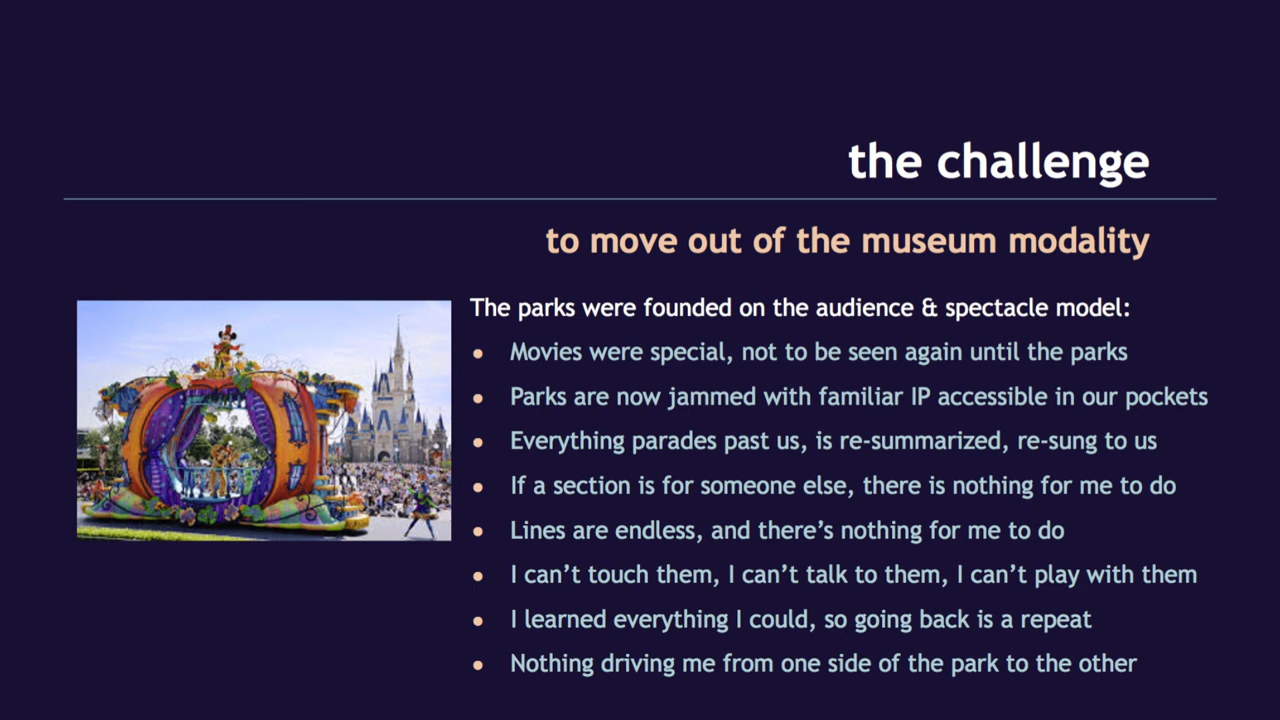 the challenge
to move out of the museum modality
The parks were founded on the audience & spectacle model:
• Movies were special, not to be seen again until the parks
• Parks are now jammed with familiar IP accessible in our pockets
• Everything parades past us, is re-summarized, re-sung to us
• If a section is for someone else, there is nothing for me to do
• Lines are endless, and there’s nothing for me to do
• I can’t touch them, I can’t talk to them, I can’t play with them
• I learned everything I could, so going back is a repeat
• Nothing driving me from one side of the park to the other